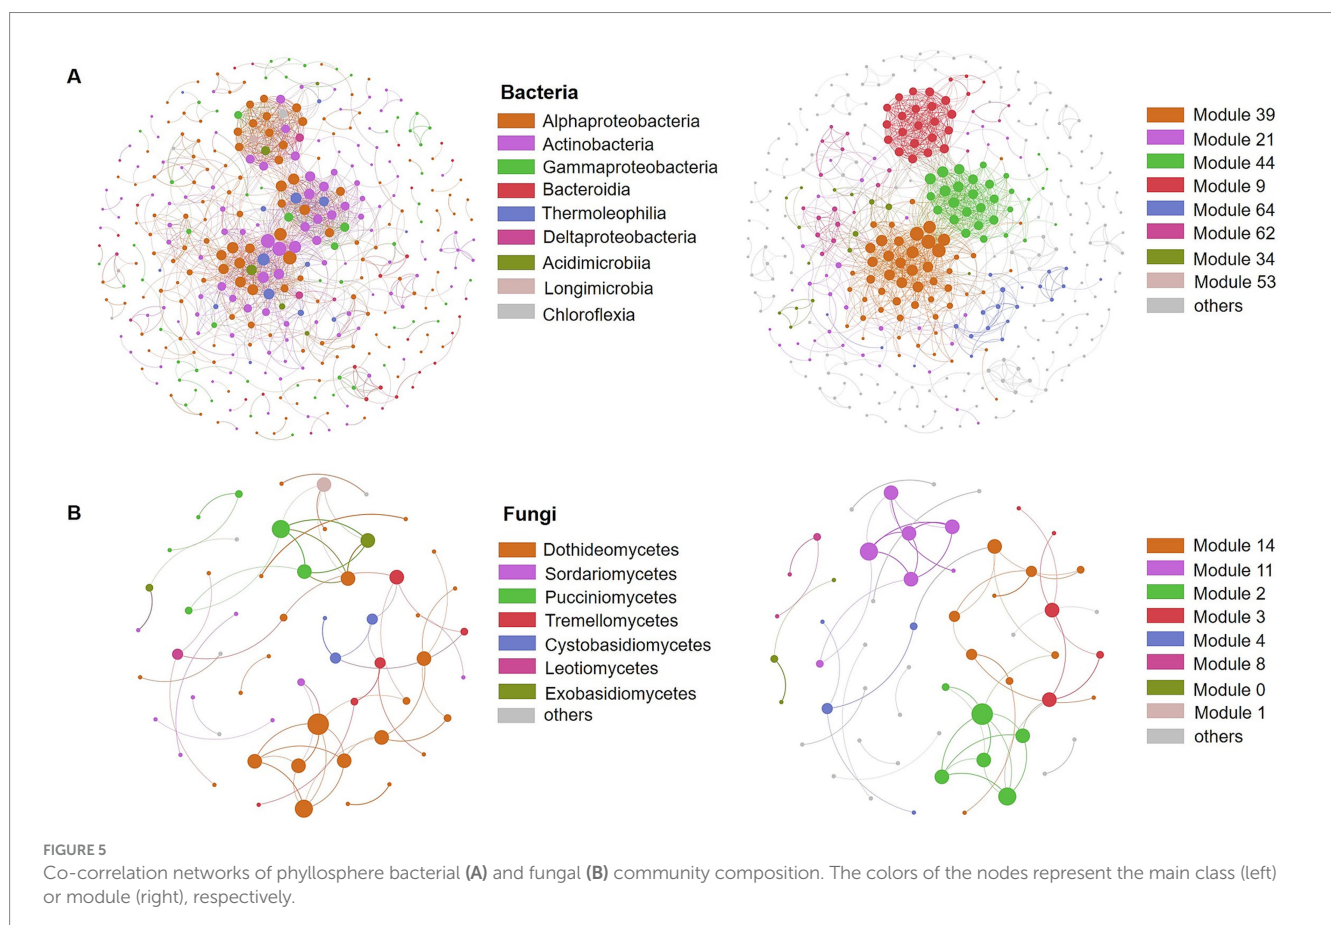 A
Bacteria
Alphaproteobacteria
Actinobacteria
Gammaproteobacteria
Bacteroidia
Thermoleophilia
Deltaproteobacteria
Acidimicrobiia
Longimicrobia
Chloroflexia
Module 39
Module 21
Module 44
Module 9
Module 64
Module 62
Module 34
Module 53
others
B
Fungi
Dothideomycetes
Sordariomycetes
Pucciniomycetes
Tremellomycetes
Cystobasidiomycetes
Leotiomycetes
Exobasidiomycetes
others
Module 14
Module 11
Module 2
Module 3
Module 4
Module 8
Module 0
Module 1
others
FIGURE 5
Co-correlation networks of phyllosphere bacterial (A) and fungal (B) community composition. The colors of the nodes represent the main class (left)
or module (right), respectively.